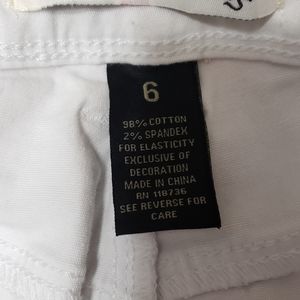 6
98% COTTON
2% SPANDEX
FOR ELASTICITY
EXCLUSIVE OF
DECORATION
MADE IN CHINA
RN 118736
SEE REVERSE FOR
CARE